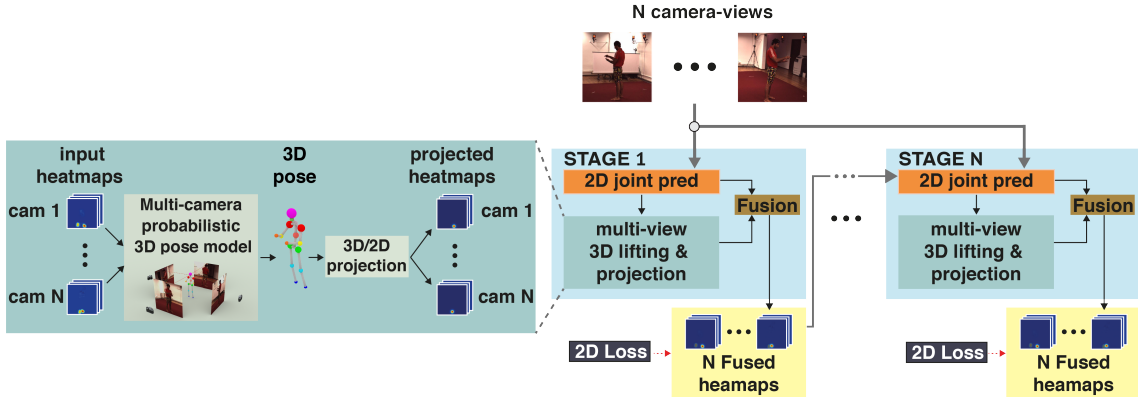 N camera-views
input
heatmaps
cam 1
cam N
Multi-camera
probabilistic
3D pose model
3D
pose
3D/2D
projection
projected
heatmaps
cam 1
cam N
STAGE 1
2D joint pred
Fusion
multi-view
3D lifting &
projection
2D Loss
N Fused
heamaps
STAGE N
2D joint pred
Fusion
multi-view
3D lifting &
projection
2D Loss
N Fused
heamaps